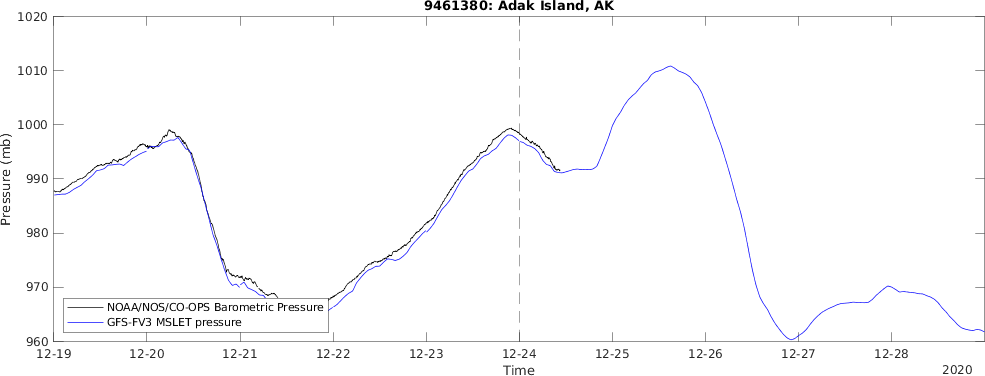 9461380: Adak Island, AK
1020
1010
1000
990
980
970
960
Pressure (mb)
NOAA/NOS/CO-OPS Barometric Pressure
GFS-FV3 MSLET pressure
12-19 12-20 12-21 12-22 12-23 12-24 12-25 12-26 12-27 12-28
Time
2020